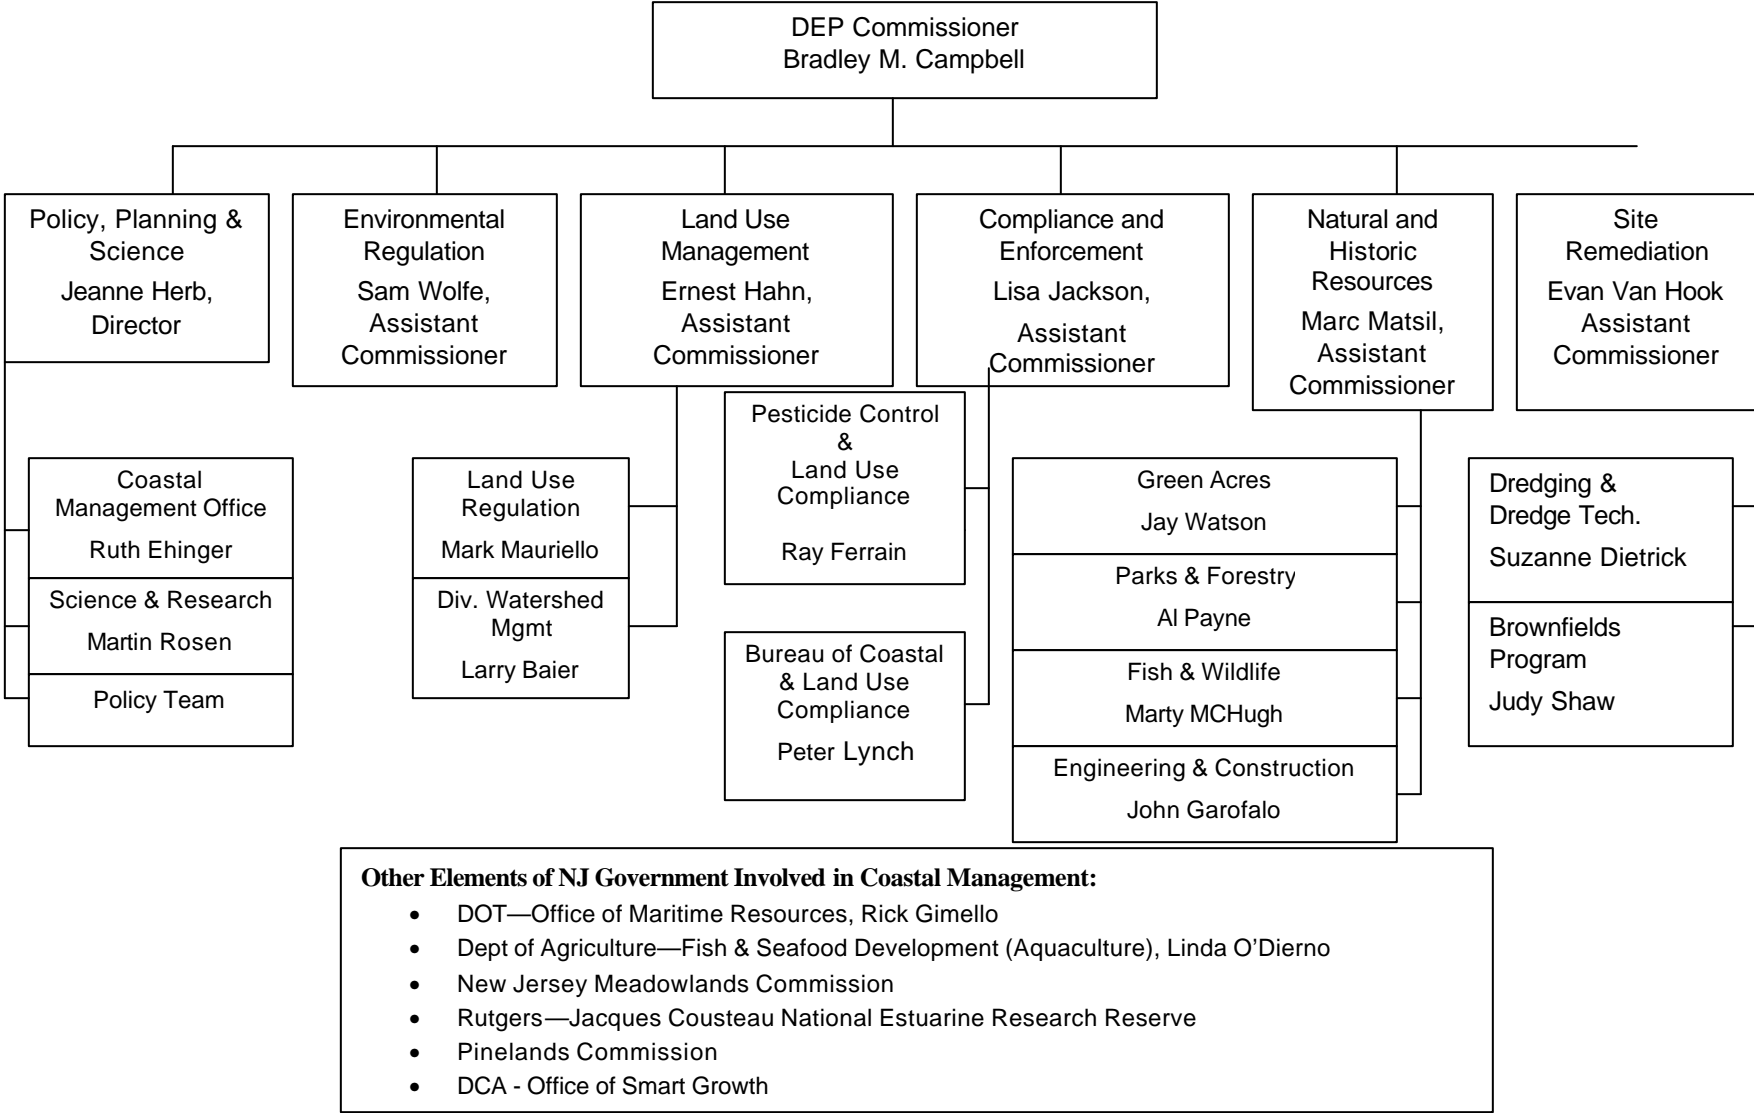 DEP Commissioner
Bradley M. Campbell
Policy, Planning &
Science
Jeanne Herb,
Director
Environmental
Regulation
Sam Wolfe,
Assistant
Commissioner
Land Use
Management
Ernest Hahn,
Assistant
Commissioner
Compliance and
Enforcement
Lisa Jackson,
Assistant
Commissioner
Natural and
Historic
Resources
Marc Matsil,
Assistant
Commissioner
Site
Remediation
Evan Van Hook
Assistant
Commissioner
Coastal
Management Office
Ruth Ehinger
Science & Research
Martin Rosen
Policy Team
Land Use
Regulation
Mark Mauriello
Div. Watershed
Mgmt
Larry Baier
Pesticide Control
&
Land Use
Compliance
Ray Ferrain
Bureau of Coastal
& Land Use
Compliance
Peter Lynch
Green Acres
Jay Watson
Parks & Forestry
Al Payne
Fish & Wildlife
Marty MCHugh
Engineering & Construction
John Garofalo
Dredging &
Dredge Tech.
Suzanne Dietrick
Brownfields
Program
Judy Shaw
Other Elements of NJ Government Involved in Coastal Management:
• DOT—Office of Maritime Resources, Rick Gimello
• Dept of Agriculture—Fish & Seafood Development (Aquaculture), Linda O’Dierno
• New Jersey Meadowlands Commission
• Rutgers—Jacques Cousteau National Estuarine Research Reserve
• Pinelands Commission
• DCA - Office of Smart Growth